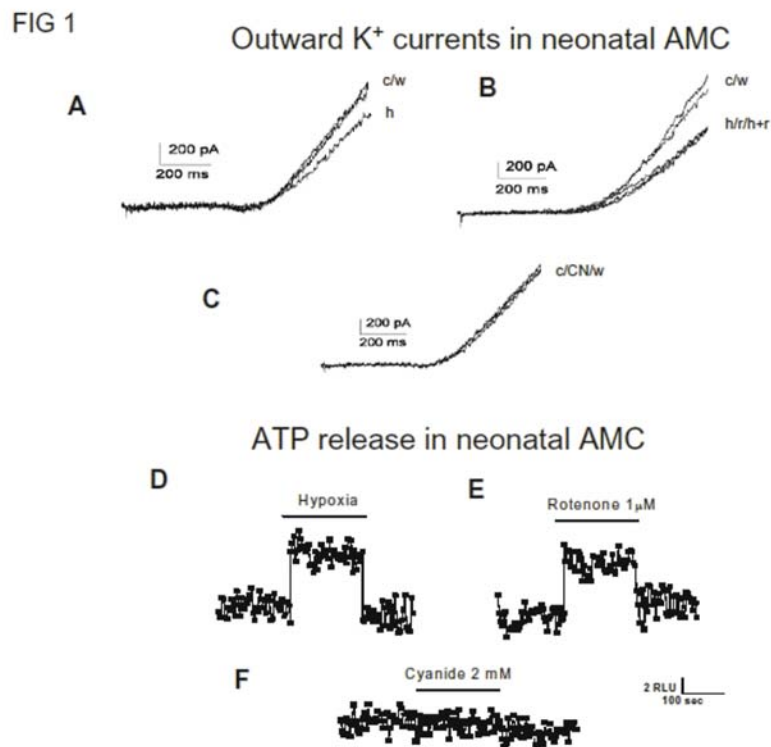 FIG 1
Outward K⁺ currents in neonatal AMC
A
c/w
h
200 pA
200 ms
B
c/w
h/r/h+r
200 pA
200 ms
C
c/CN/w
200 pA
200 ms
ATP release in neonatal AMC
D
Hypoxia
E
Rotenone 1μM
F
Cyanide 2 mM
2 RLU
100 sec